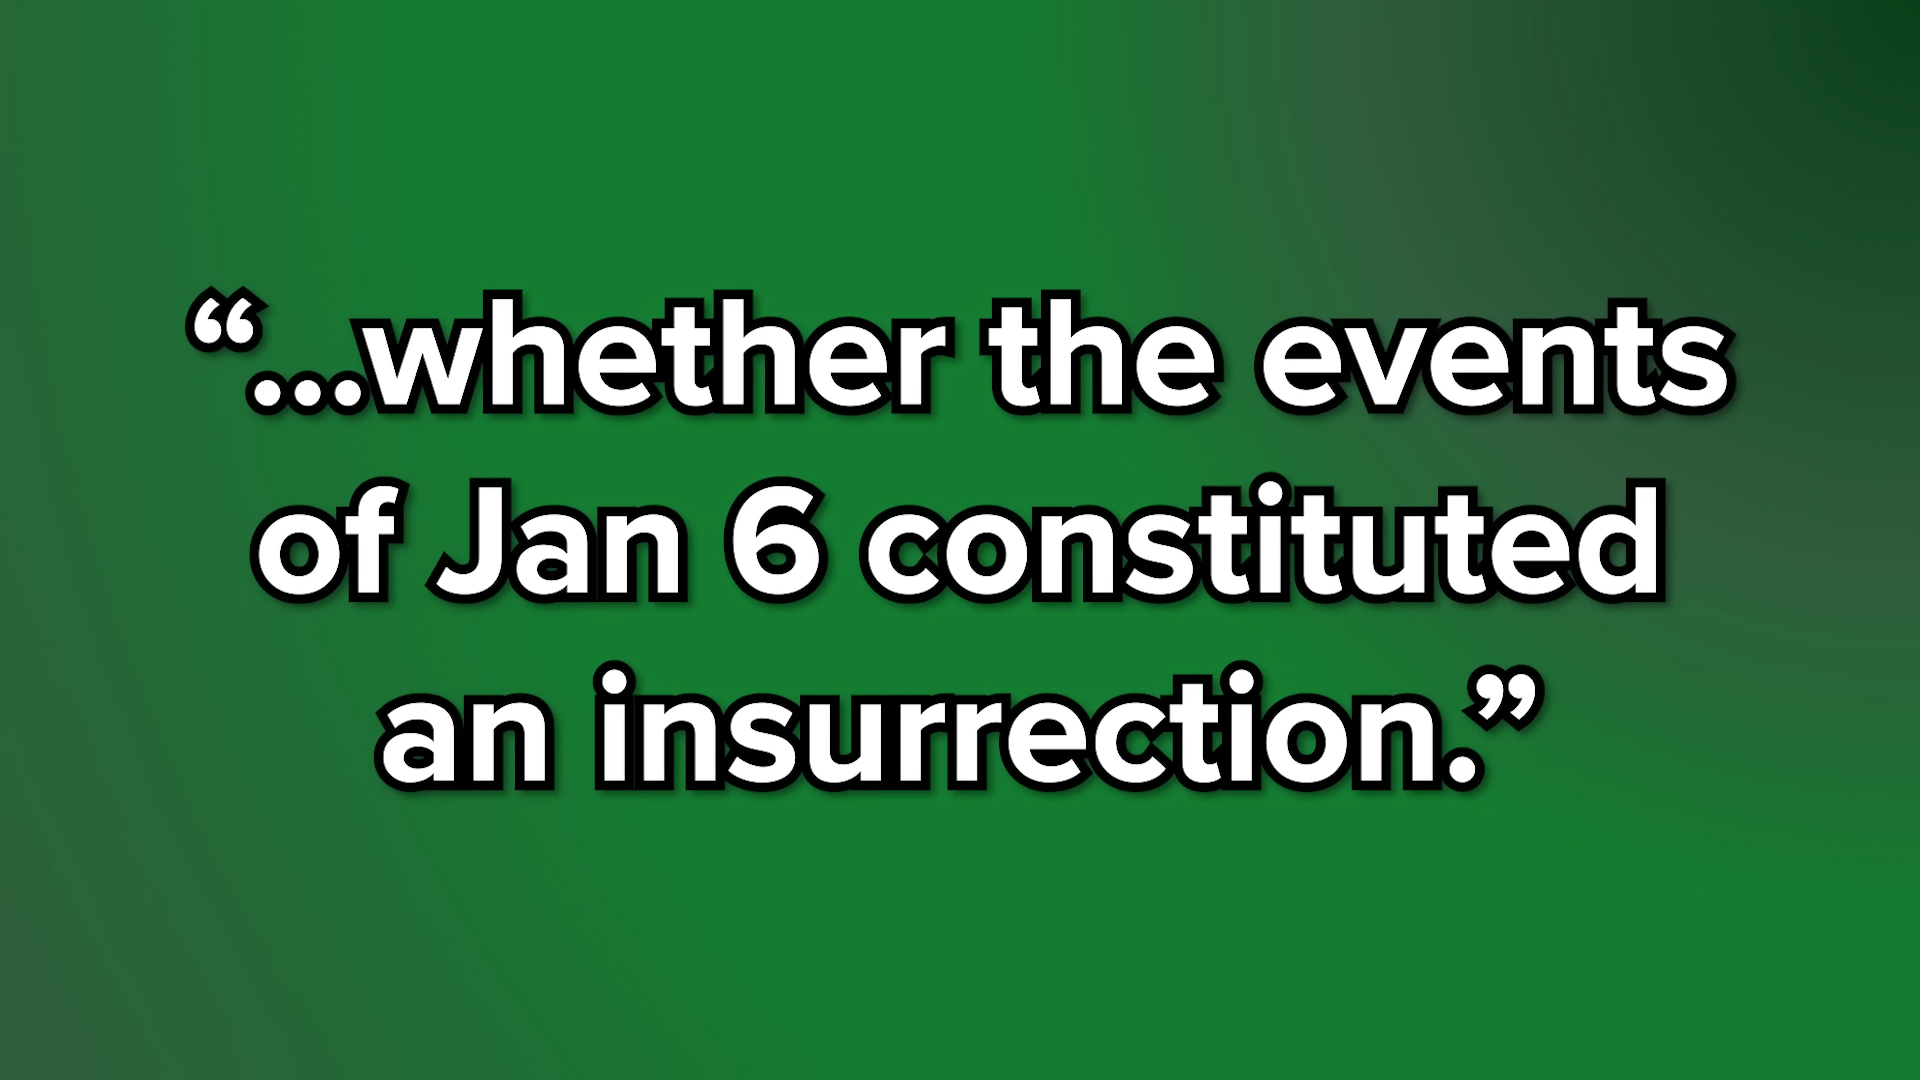 “...whether the events
of Jan 6 constituted
an insurrection.”